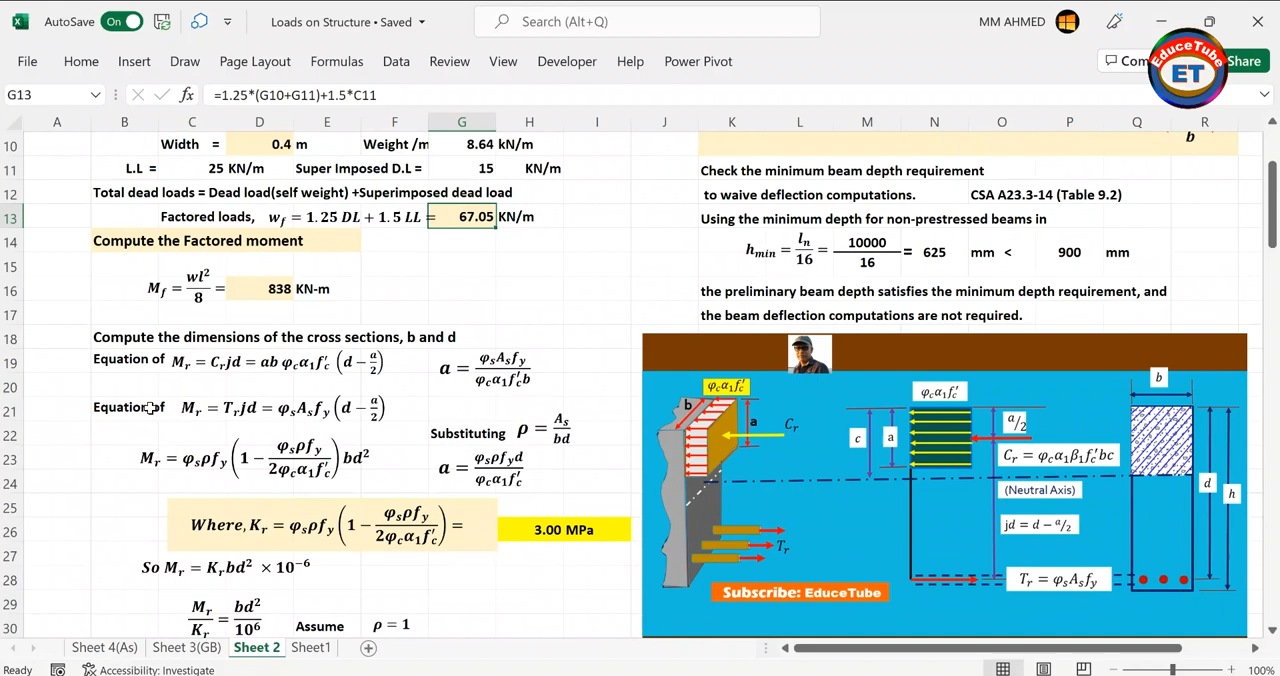 AutoSave On
Loads on Structure • Saved
Search (Alt+Q)
MM AHMED
EduceTube
ET
File Home Insert Draw Page Layout Formulas Data Review View Developer Help Power Pivot
Share
G13
fx =1.25*(G10+G11)+1.5*C11
A B C D E F G H I J K L M N O P Q R
10 Width = 0.4 m Weight /m 8.64 kN/m
11 L.L = 25 KN/m Super Imposed D.L = 15 KN/m
12 Total dead loads = Dead load(self weight) +Superimposed dead load
13 Factored loads, w_f = 1.25 DL + 1.5 LL = 67.05 KN/m
14 Compute the Factored moment
15
16 M_f = wl²/8 = 838 KN-m
17
18 Compute the dimensions of the cross sections, b and d
19 Equation of M_r = C_r jd = ab φ_c α_1 f'_c (d − a/2) a = φ_s A_s f_y / φ_c α_1 f'_c b
20
21 Equation of M_r = T_r jd = φ_s A_s f_y (d − a/2)
22 Substituting ρ = A_s/bd
23 M_r = φ_s ρ f_y (1 − φ_s ρ f_y / 2φ_c α_1 f'_c) bd² a = φ_s ρ f_y d / φ_c α_1 f'_c
24
25
26 Where, K_r = φ_s ρ f_y (1 − φ_s ρ f_y / 2φ_c α_1 f'_c) = 3.00 MPa
27
28 So M_r = K_r bd² × 10⁻⁶
29
30 M_r/K_r = bd²/10⁶ Assume ρ = 1
b
Check the minimum beam depth requirement
to waive deflection computations. CSA A23.3-14 (Table 9.2)
Using the minimum depth for non-prestressed beams in
h_min = l_n/16 = 10000/16 = 625 mm < 900 mm
the preliminary beam depth satisfies the minimum depth requirement, and
the beam deflection computations are not required.
φ_c α_1 f'_c
b
a
C_r
T_r
φ_c α_1 f'_c
c
a
a/2
C_r = φ_c α_1 β_1 f'_c bc
(Neutral Axis)
jd = d − a/2
T_r = φ_s A_s f_y
b
d
h
Subscribe: EduceTube
Sheet 4(As) Sheet 3(GB) Sheet 2 Sheet1
Ready Accessibility: Investigate 100%